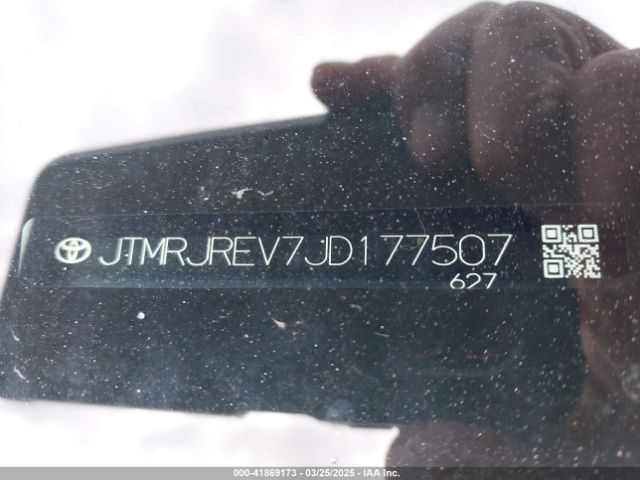 JTMRJREV7JD177507
627
000-41869173 — 03/25/2025 — IAA Inc.